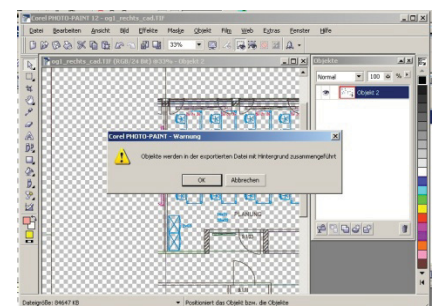 Corel PHOTO-PAINT 12 - og1_rechts_cad.TIF
Datei Bearbeiten Ansicht Bild Effekte Maske Objekt Film Web Extras Fenster Hilfe
33%
og1_rechts_cad.TIF (RGB/24 Bit) @33% - Objekt 2
Objekte
Normal 100 %
Objekt 2
Corel PHOTO-PAINT - Warnung
Objekte werden in der exportierten Datei mit Hintergrund zusammengeführt
OK Abbrechen
PLANUNG
Dateigröße: 84647 KB Positioniert das Objekt bzw. die Objekte